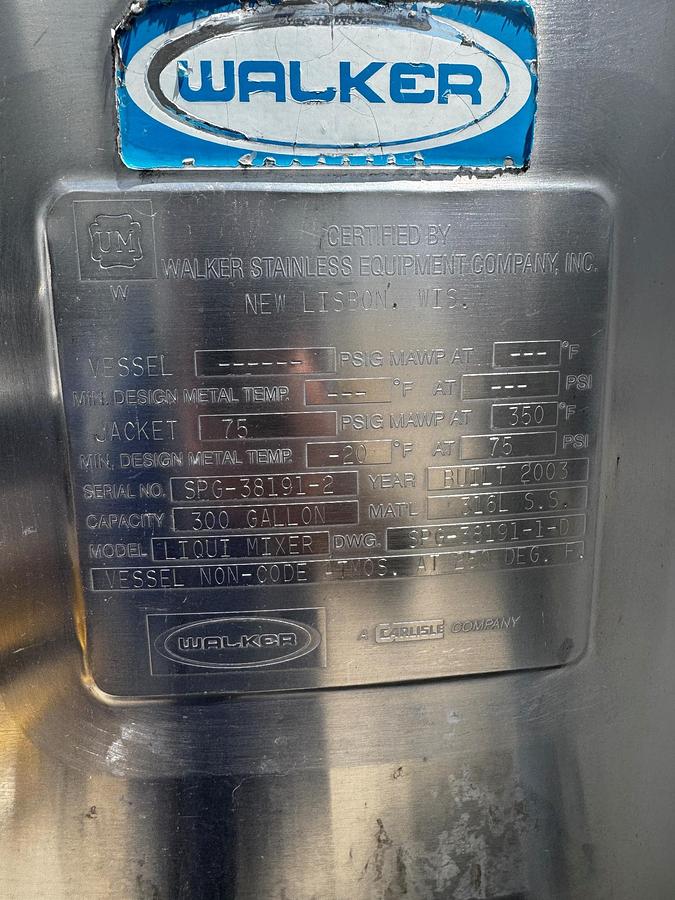 WALKER
UM
W
CERTIFIED BY
WALKER STAINLESS EQUIPMENT COMPANY, INC.
NEW LISBON, WIS.
VESSEL ------ PSIG MAWP AT --- °F
MIN. DESIGN METAL TEMP. --- °F AT --- PSI
JACKET 75 PSIG MAWP AT 350 °F
MIN. DESIGN METAL TEMP. -20 °F AT 75 PSI
SERIAL NO. SPG-38191-2 YEAR BUILT 2003
CAPACITY 300 GALLON MAT'L 316L S.S.
MODEL LIQUI MIXER DWG. SPG-38191-1-D
VESSEL NON-CODE ATMOS. AT DEG. F.
WALKER A CARLISLE COMPANY